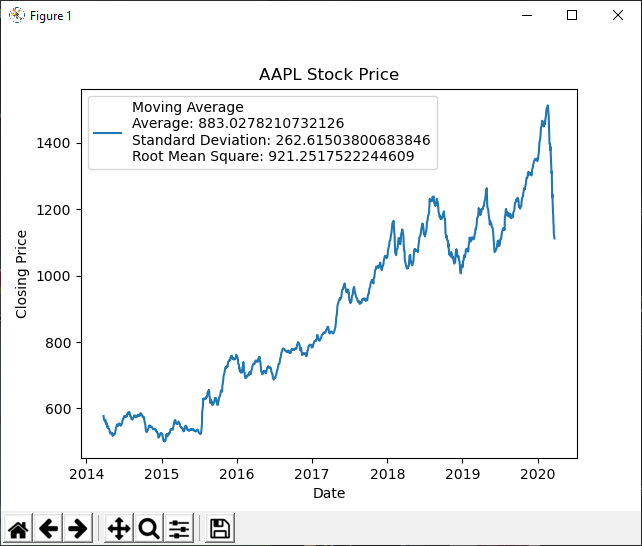 Figure 1
AAPL Stock Price
Moving Average
Average: 883.0278210732126
Standard Deviation: 262.61503800683846
Root Mean Square: 921.2517522244609
1400
1200
1000
800
600
Closing Price
2014 2015 2016 2017 2018 2019 2020
Date